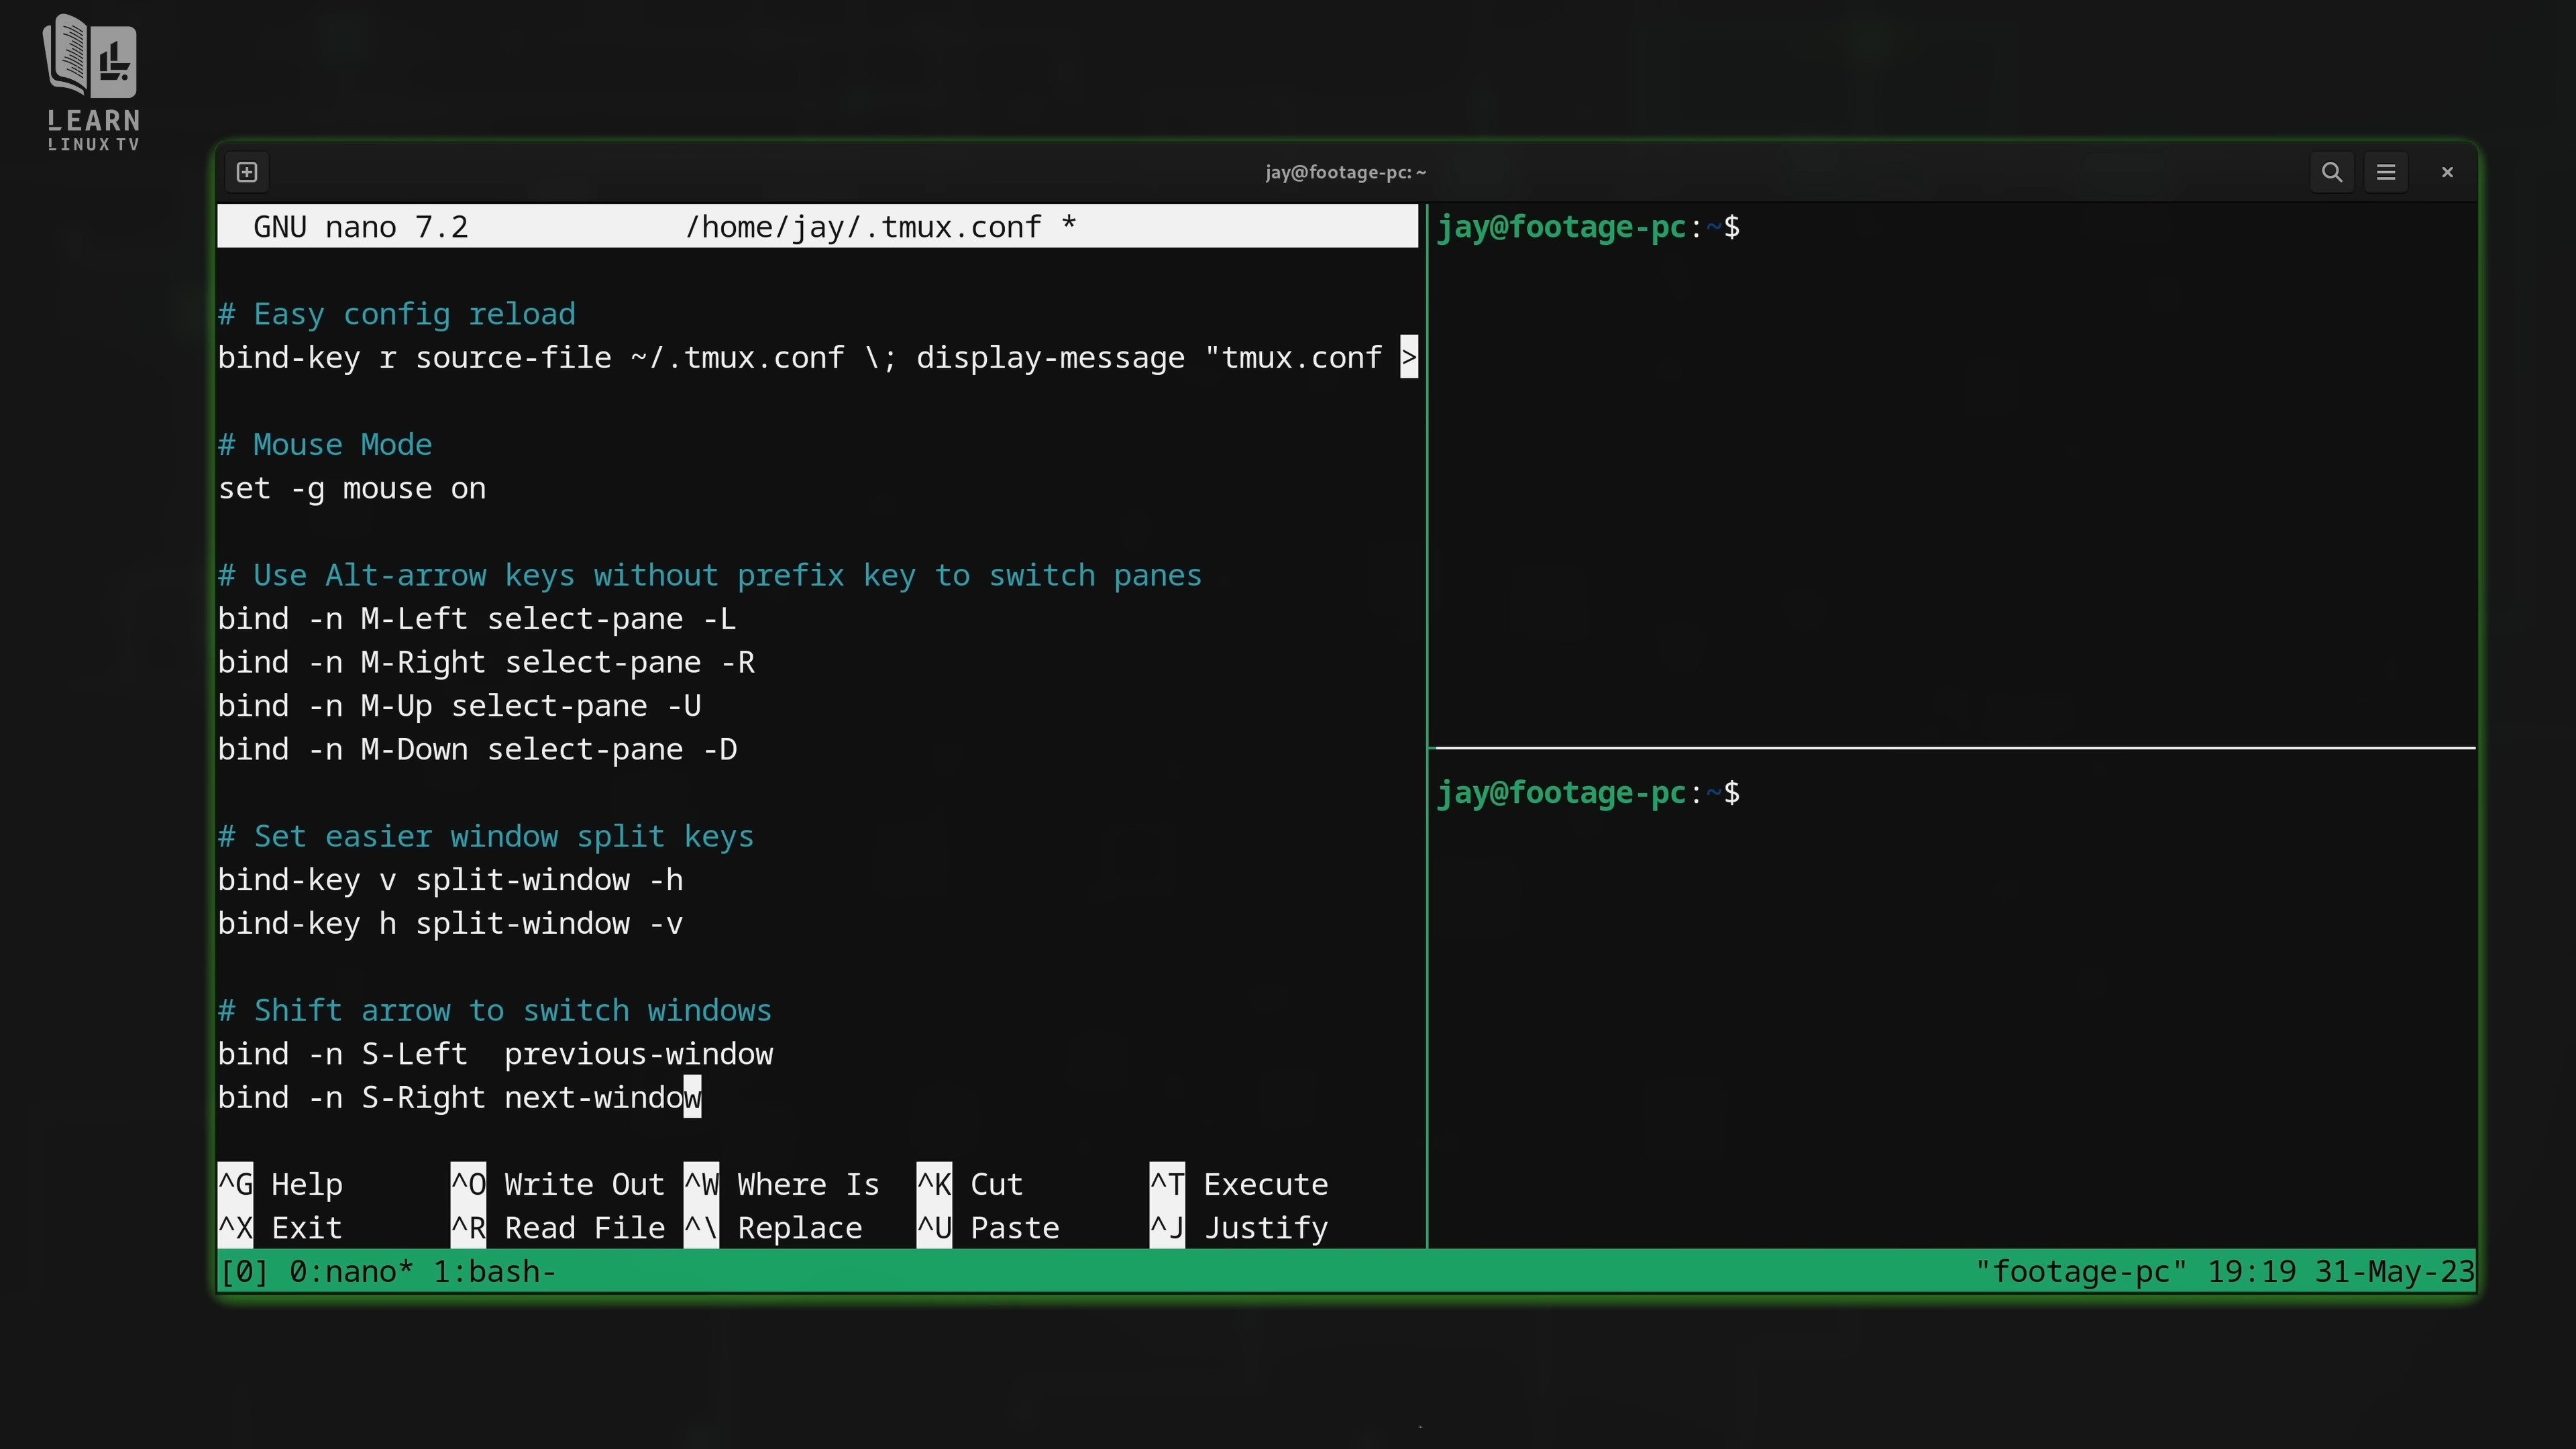 LEARN
LINUX TV
jay@footage-pc: ~
GNU nano 7.2 /home/jay/.tmux.conf *
# Easy config reload
bind-key r source-file ~/.tmux.conf \; display-message "tmux.conf >
# Mouse Mode
set -g mouse on
# Use Alt-arrow keys without prefix key to switch panes
bind -n M-Left select-pane -L
bind -n M-Right select-pane -R
bind -n M-Up select-pane -U
bind -n M-Down select-pane -D
# Set easier window split keys
bind-key v split-window -h
bind-key h split-window -v
# Shift arrow to switch windows
bind -n S-Left  previous-window
bind -n S-Right next-window
^G Help ^O Write Out ^W Where Is ^K Cut ^T Execute
^X Exit ^R Read File ^\ Replace ^U Paste ^J Justify
jay@footage-pc:~$
jay@footage-pc:~$
[0] 0:nano* 1:bash- "footage-pc" 19:19 31-May-23